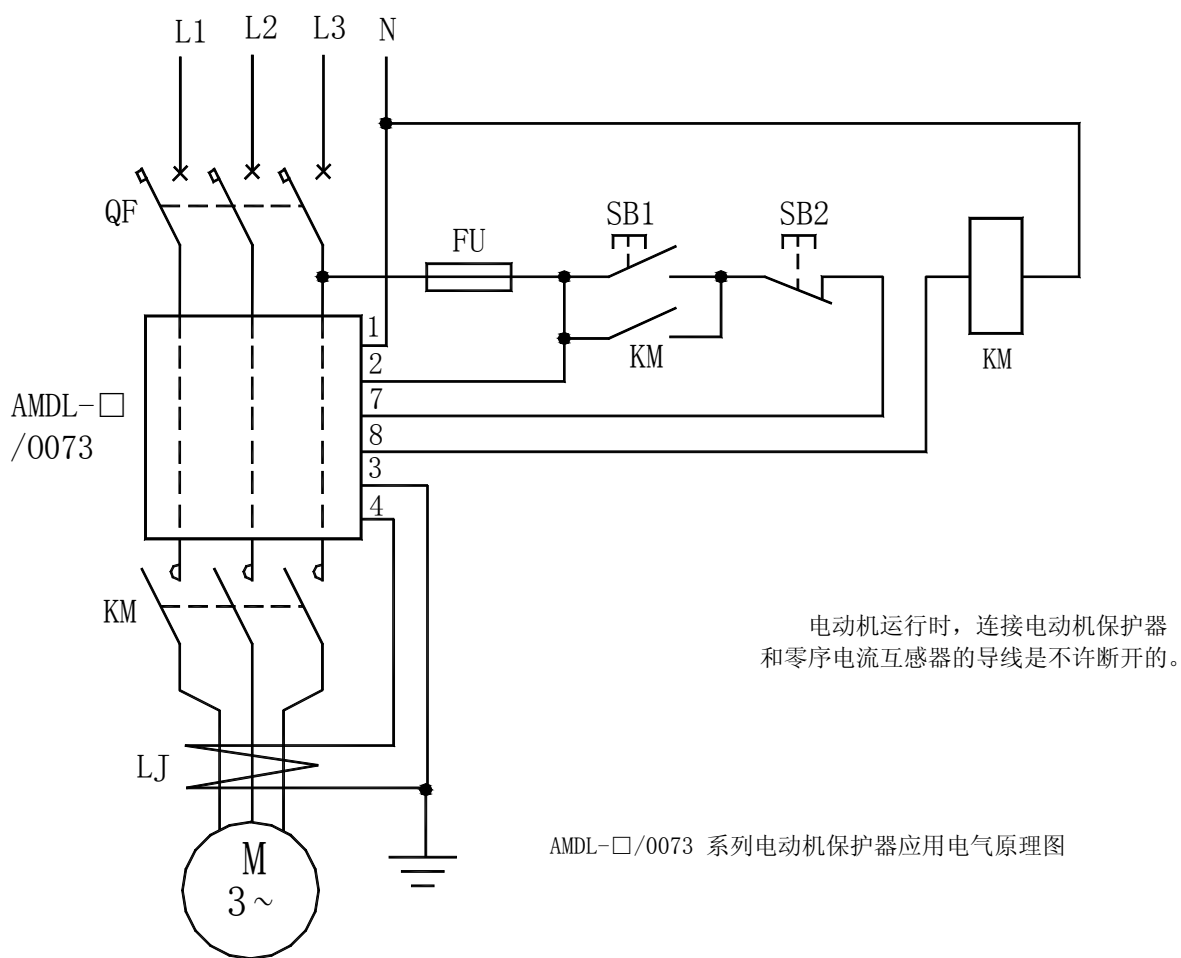 L1 L2 L3 N
QF
FU
SB1
SB2
KM
KM
1
2
7
8
3
4
AMDL-□
/0073
KM
LJ
M
3~
电动机运行时，连接电动机保护器
和零序电流互感器的导线是不许断开的。
AMDL-□/0073 系列电动机保护器应用电气原理图